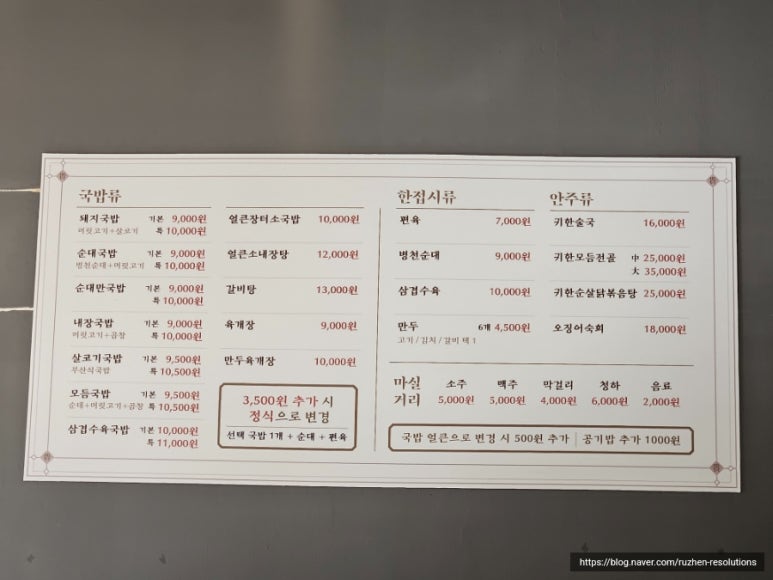 국밥류
돼지국밥 기본 9,000원
머릿고기+살코기 특 10,000원
순대국밥 기본 9,000원
병천순대+머릿고기 특 10,000원
순대만국밥 기본 9,000원
특 10,000원
내장국밥 기본 9,000원
머릿고기+곱창 특 10,000원
살코기국밥 기본 9,500원
부산식국밥 특 10,500원
모듬국밥 기본 9,500원
순대+머릿고기+곱창 특 10,500원
삼겹수육국밥 기본 10,000원
특 11,000원
얼큰장터소국밥 10,000원
얼큰소내장탕 12,000원
갈비탕 13,000원
육개장 9,000원
만두육개장 10,000원
3,500원 추가 시
정식으로 변경
선택 국밥 1개 + 순대 + 편육
한접시류
편육 7,000원
병천순대 9,000원
삼겹수육 10,000원
만두 6개 4,500원
고기/김치/갈비 택 1
안주류
키한술국 16,000원
키한모듬전골 中 25,000원
大 35,000원
키한순살닭볶음탕 25,000원
오징어숙회 18,000원
마실 소주 맥주 막걸리 청하 음료
거리 5,000원 5,000원 4,000원 6,000원 2,000원
국밥 얼큰으로 변경 시 500원 추가 | 공기밥 추가 1000원
https://blog.naver.com/ruzhen-resolutions